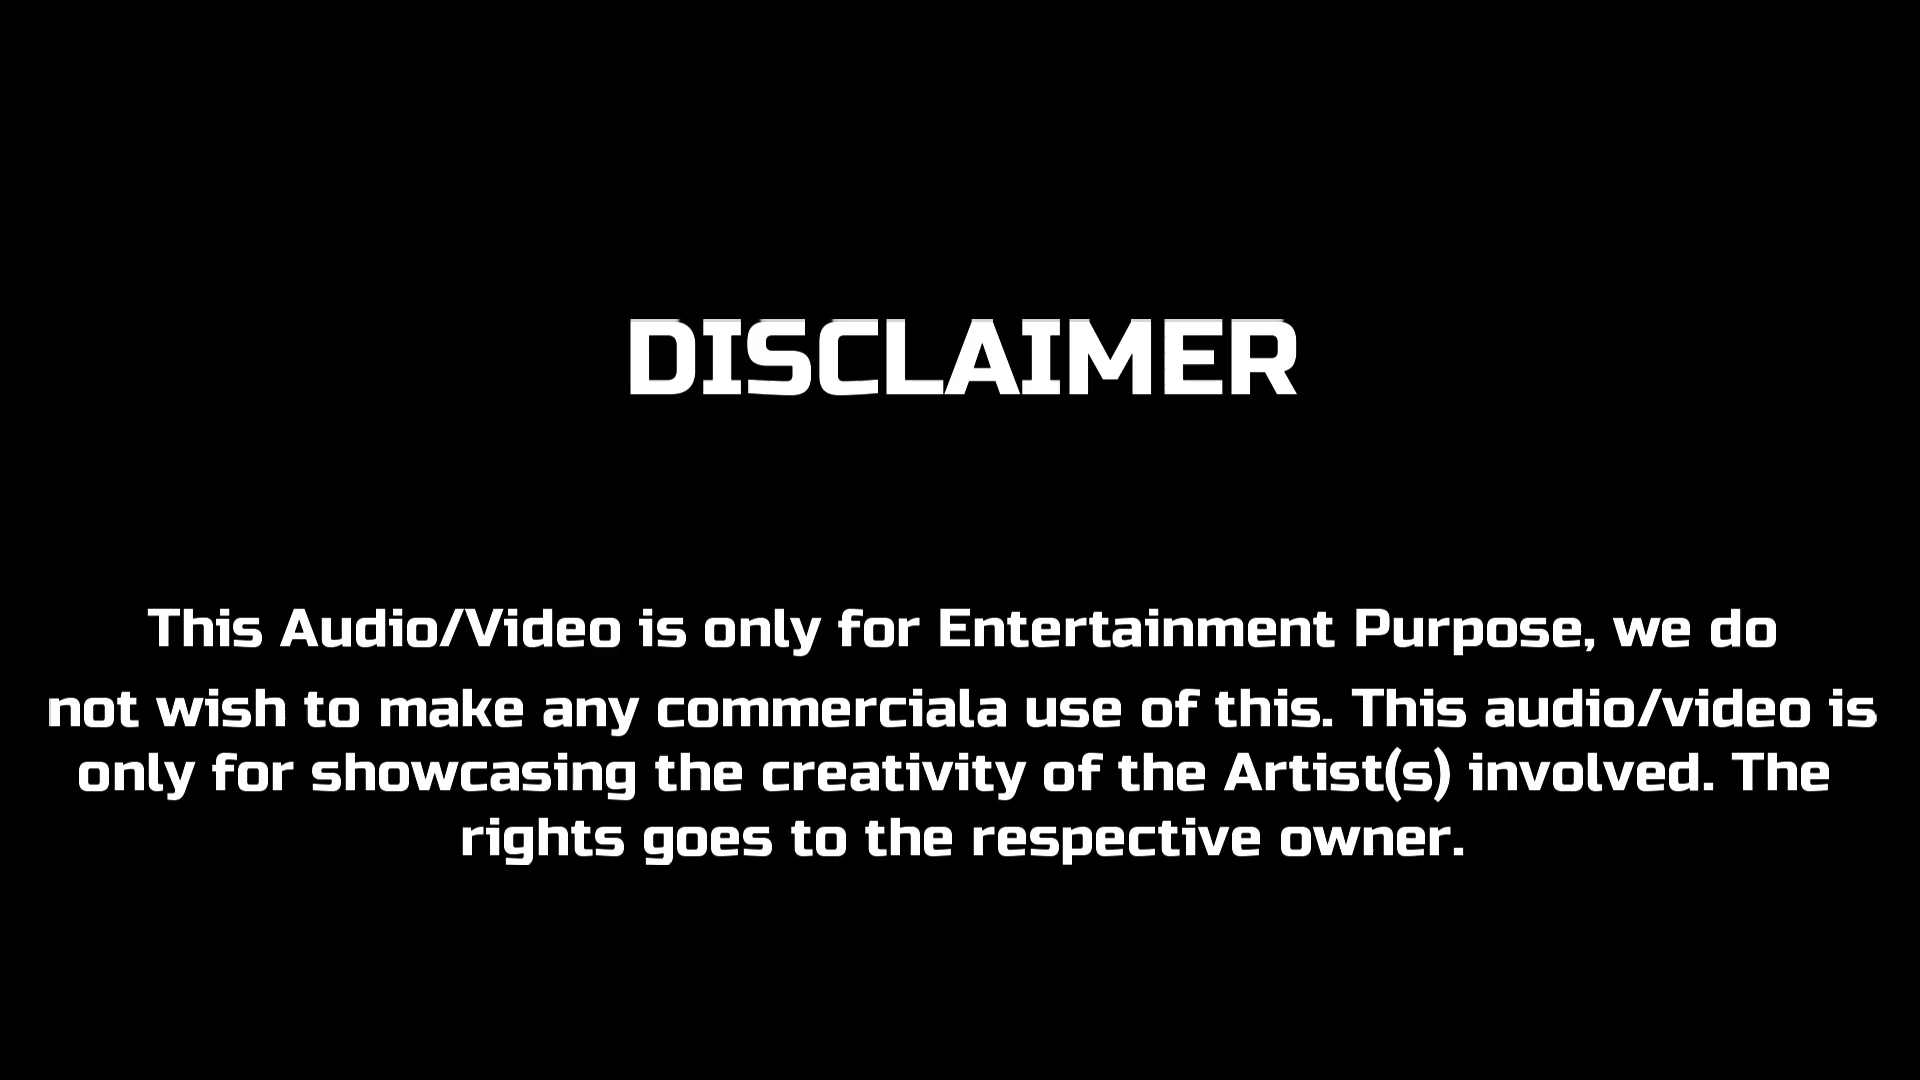 DISCLAIMER
This Audio/Video is only for Entertainment Purpose, we do
not wish to make any commerciala use of this. This audio/video is
only for showcasing the creativity of the Artist(s) involved. The
rights goes to the respective owner.